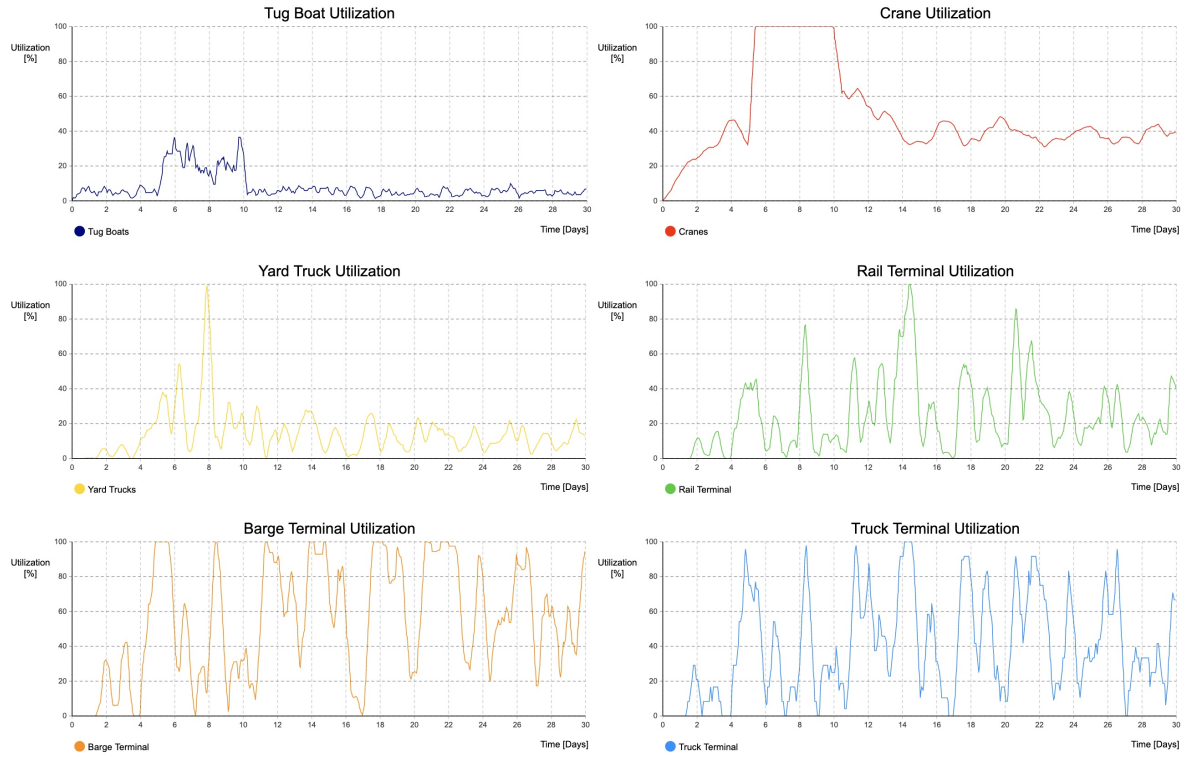 Tug Boat Utilization
Utilization
[%]
100
80
60
40
20
0
0 2 4 6 8 10 12 14 16 18 20 22 24 26 28 30
Time [Days]
Tug Boats
Crane Utilization
Utilization
[%]
100
80
60
40
20
0
0 2 4 6 8 10 12 14 16 18 20 22 24 26 28 30
Time [Days]
Cranes
Yard Truck Utilization
Utilization
[%]
100
80
60
40
20
0
0 2 4 6 8 10 12 14 16 18 20 22 24 26 28 30
Time [Days]
Yard Trucks
Rail Terminal Utilization
Utilization
[%]
100
80
60
40
20
0
0 2 4 6 8 10 12 14 16 18 20 22 24 26 28 30
Time [Days]
Rail Terminal
Barge Terminal Utilization
Utilization
[%]
100
80
60
40
20
0
0 2 4 6 8 10 12 14 16 18 20 22 24 26 28 30
Time [Days]
Barge Terminal
Truck Terminal Utilization
Utilization
[%]
100
80
60
40
20
0
0 2 4 6 8 10 12 14 16 18 20 22 24 26 28 30
Time [Days]
Truck Terminal